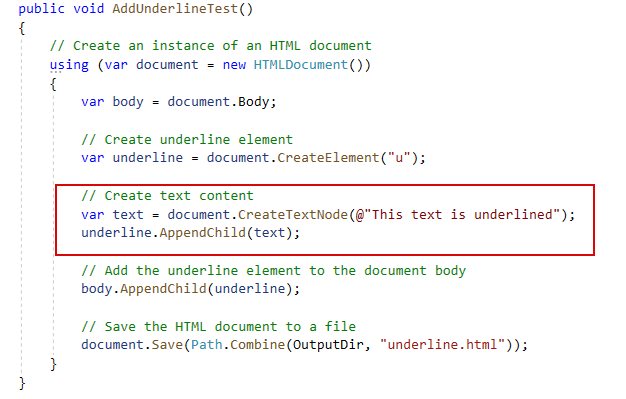 public void AddUnderlineTest()
{
// Create an instance of an HTML document
using (var document = new HTMLDocument())
{
var body = document.Body;
// Create underline element
var underline = document.CreateElement("u");
// Create text content
var text = document.CreateTextNode(@"This text is underlined");
underline.AppendChild(text);
// Add the underline element to the document body
body.AppendChild(underline);
// Save the HTML document to a file
document.Save(Path.Combine(OutputDir, "underline.html"));
}
}